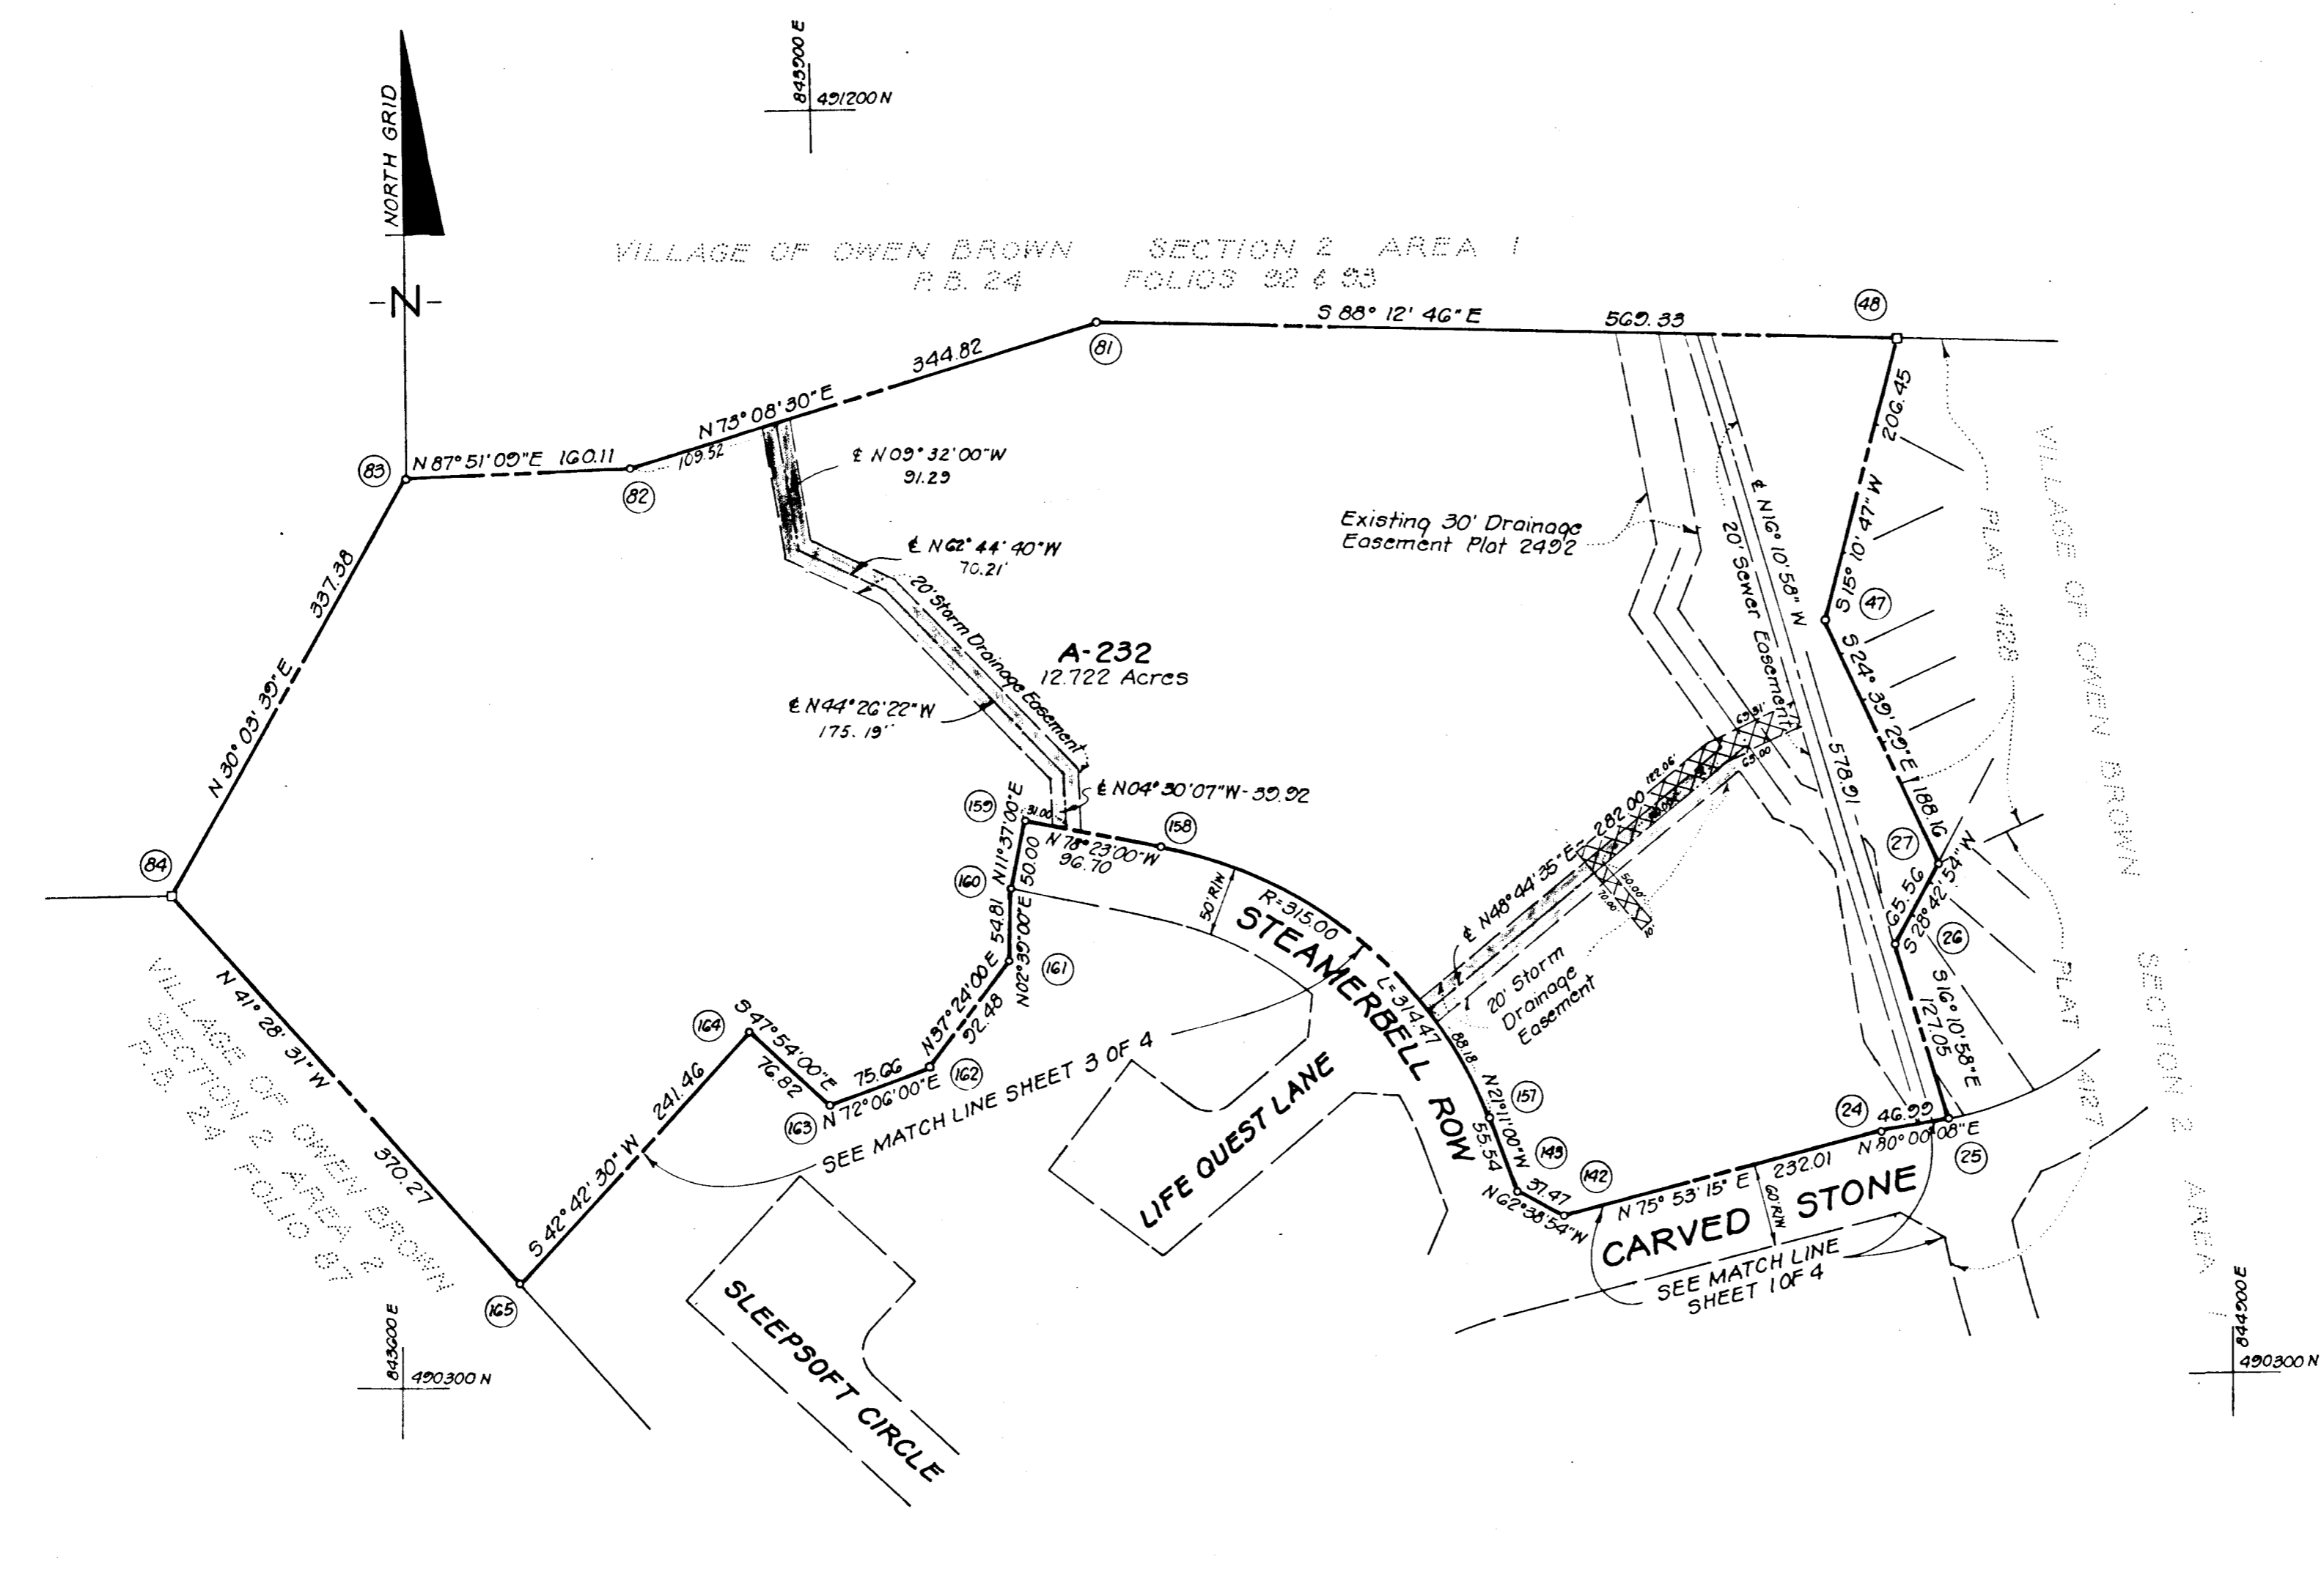 843900 E
491200 N
NORTH GRID
-N-
VILLAGE OF OWEN BROWN SECTION 2 AREA 1
P.B. 24 FOLIOS 92 & 93
S 88° 12' 46" E 569.33
48
81
344.82
N 73° 08' 30" E
109.52
83
N 87° 51' 09" E 160.11
82
℄ N 09° 32' 00" W
91.29
℄ N 62° 44' 40" W
70.21'
20' Storm Drainage Easement
A-232
12.722 Acres
℄ N 44° 26' 22" W
175.19'
℄ N 04° 30' 07" W - 39.92
337.38
N 30° 03' 39" E
84
Existing 30' Drainage
Easement Plat 2492
℄ N 16° 10' 58" W
578.91
20' Sewer Easement
206.45
S 15° 10' 47" W
47
S 24° 39' 29" E 188.16
PLAT 4128
VILLAGE OF OWEN BROWN SECTION 2 AREA 1
27
65.56
S 28° 42' 54" W
26
S 16° 10' 58" E
127.05
PLAT 4127
159
31.00
N 78° 23' 00" W
96.70
158
N 11° 37' 00" E
50.00
160
54.81
N 02° 39' 00" E
161
N 37° 24' 00" E
92.48
162
75.66
N 72° 06' 00" E
163
S 47° 54' 00" E
76.82
164
241.46
S 42° 42' 30" W
165
N 41° 28' 31" W
370.27
VILLAGE OF OWEN BROWN
SECTION 2 AREA 2
P.B. 24 FOLIO 87
50' R/W
R=315.00
L=314.47
STEAMERBELL ROW
℄ N 48° 44' 35" E - 282.00
122.06'
69.31'
63.00
50.00'
70.00'
10'
20' Storm
Drainage
Easement
88.18
157
N 21° 11' 00" W
55.54
143
37.47
N 62° 38' 54" W
142
N 75° 53' 15" E 232.01
24
46.99
N 80° 00' 08" E
25
60' R/W
CARVED STONE
SEE MATCH LINE
SHEET 1 OF 4
SEE MATCH LINE SHEET 3 OF 4
LIFE QUEST LANE
SLEEPSOFT CIRCLE
843600 E
490300 N
844900 E
490300 N